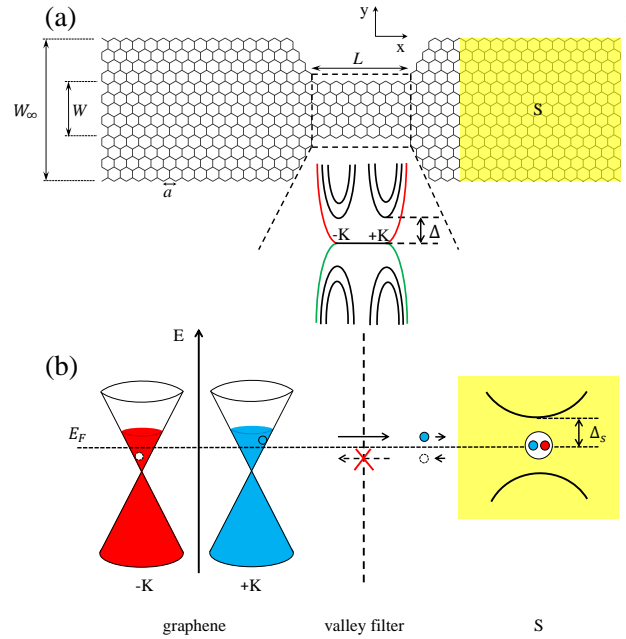 (a)
y
x
L
W∞
W
S
a
-K +K
Δ
E
(b)
E_F
Δ_s
-K +K
graphene valley filter S